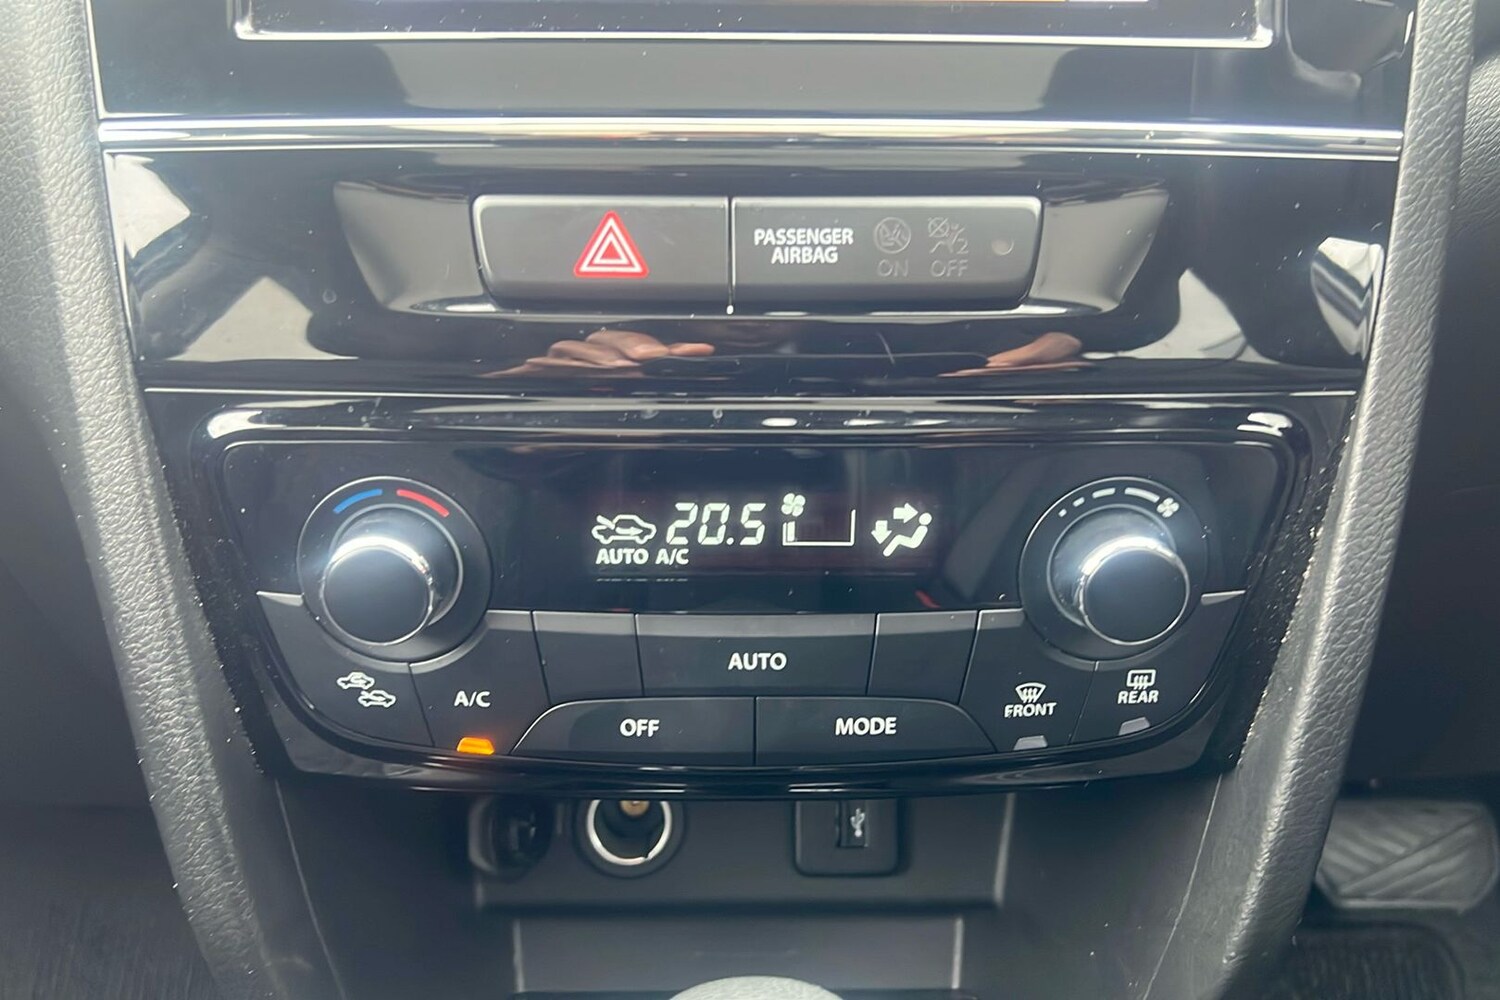 PASSENGER
AIRBAG
ON OFF
20.5
AUTO A/C
AUTO
A/C
OFF
MODE
FRONT
REAR